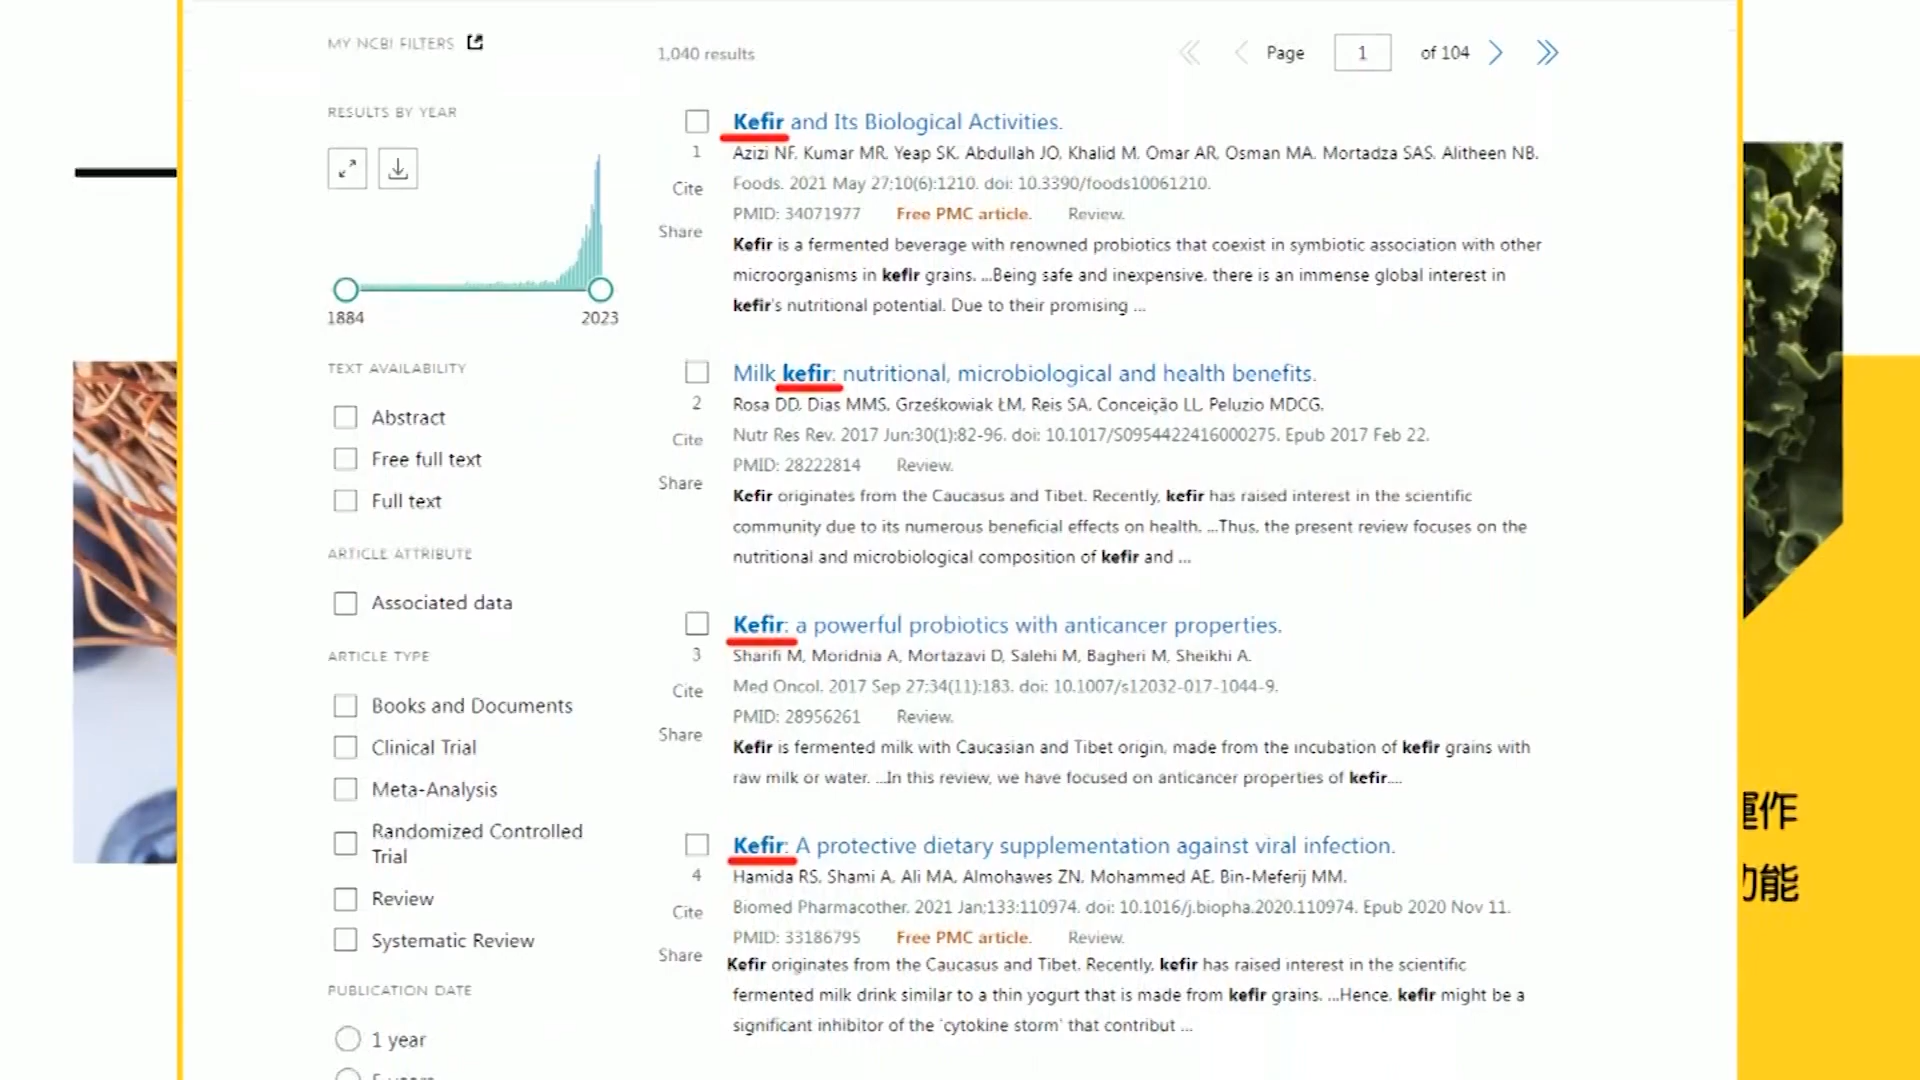 MY NCBI FILTERS
1,040 results
Page 1 of 104
RESULTS BY YEAR
1884
2023
TEXT AVAILABILITY
Abstract
Free full text
Full text
ARTICLE ATTRIBUTE
Associated data
ARTICLE TYPE
Books and Documents
Clinical Trial
Meta-Analysis
Randomized Controlled
Trial
Review
Systematic Review
PUBLICATION DATE
1 year
Kefir and Its Biological Activities.
1
Azizi NF, Kumar MR, Yeap SK, Abdullah JO, Khalid M, Omar AR, Osman MA, Mortadza SAS, Alitheen NB.
Cite
Foods. 2021 May 27;10(6):1210. doi: 10.3390/foods10061210.
PMID: 34071977 Free PMC article. Review.
Share
Kefir is a fermented beverage with renowned probiotics that coexist in symbiotic association with other
microorganisms in kefir grains. ...Being safe and inexpensive, there is an immense global interest in
kefir's nutritional potential. Due to their promising ...
Milk kefir: nutritional, microbiological and health benefits.
2
Rosa DD, Dias MMS, Grześkowiak ŁM, Reis SA, Conceição LL, Peluzio MDCG.
Cite
Nutr Res Rev. 2017 Jun;30(1):82-96. doi: 10.1017/S0954422416000275. Epub 2017 Feb 22.
PMID: 28222814 Review.
Share
Kefir originates from the Caucasus and Tibet. Recently, kefir has raised interest in the scientific
community due to its numerous beneficial effects on health. ...Thus, the present review focuses on the
nutritional and microbiological composition of kefir and ...
Kefir: a powerful probiotics with anticancer properties.
3
Sharifi M, Moridnia A, Mortazavi D, Salehi M, Bagheri M, Sheikhi A.
Cite
Med Oncol. 2017 Sep 27;34(11):183. doi: 10.1007/s12032-017-1044-9.
PMID: 28956261 Review.
Share
Kefir is fermented milk with Caucasian and Tibet origin, made from the incubation of kefir grains with
raw milk or water. ...In this review, we have focused on anticancer properties of kefir....
Kefir: A protective dietary supplementation against viral infection.
4
Hamida RS, Shami A, Ali MA, Almohawes ZN, Mohammed AE, Bin-Meferij MM.
Cite
Biomed Pharmacother. 2021 Jan;133:110974. doi: 10.1016/j.biopha.2020.110974. Epub 2020 Nov 11.
PMID: 33186795 Free PMC article. Review.
Share
Kefir originates from the Caucasus and Tibet. Recently, kefir has raised interest in the scientific
fermented milk drink similar to a thin yogurt that is made from kefir grains. ...Hence, kefir might be a
significant inhibitor of the 'cytokine storm' that contribut ...
運作
功能